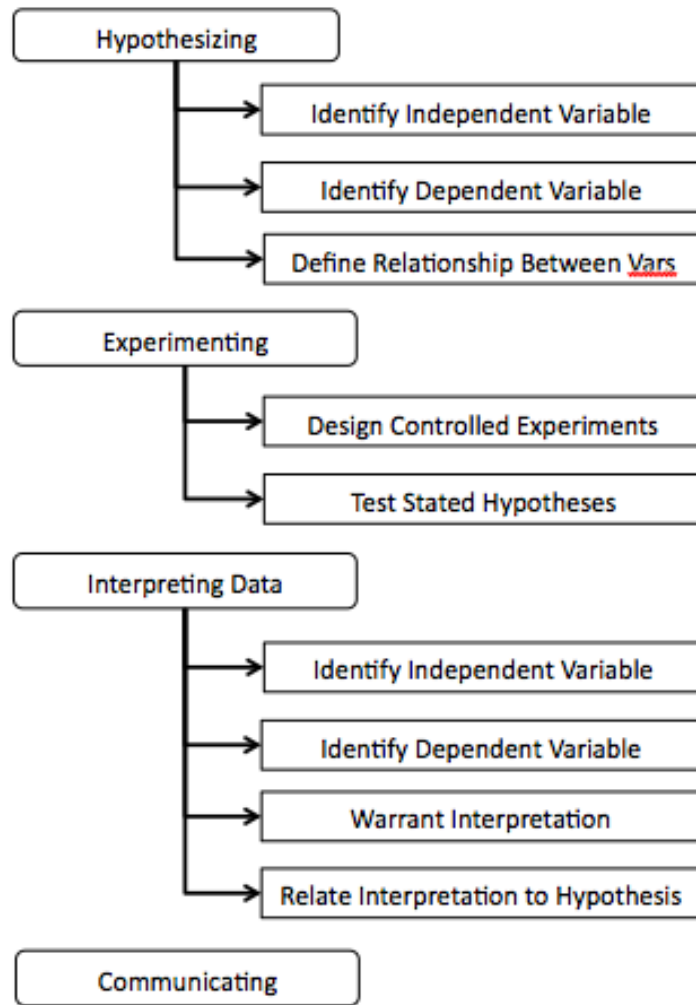 Hypothesizing
Identify Independent Variable
Identify Dependent Variable
Define Relationship Between Vars
Experimenting
Design Controlled Experiments
Test Stated Hypotheses
Interpreting Data
Identify Independent Variable
Identify Dependent Variable
Warrant Interpretation
Relate Interpretation to Hypothesis
Communicating